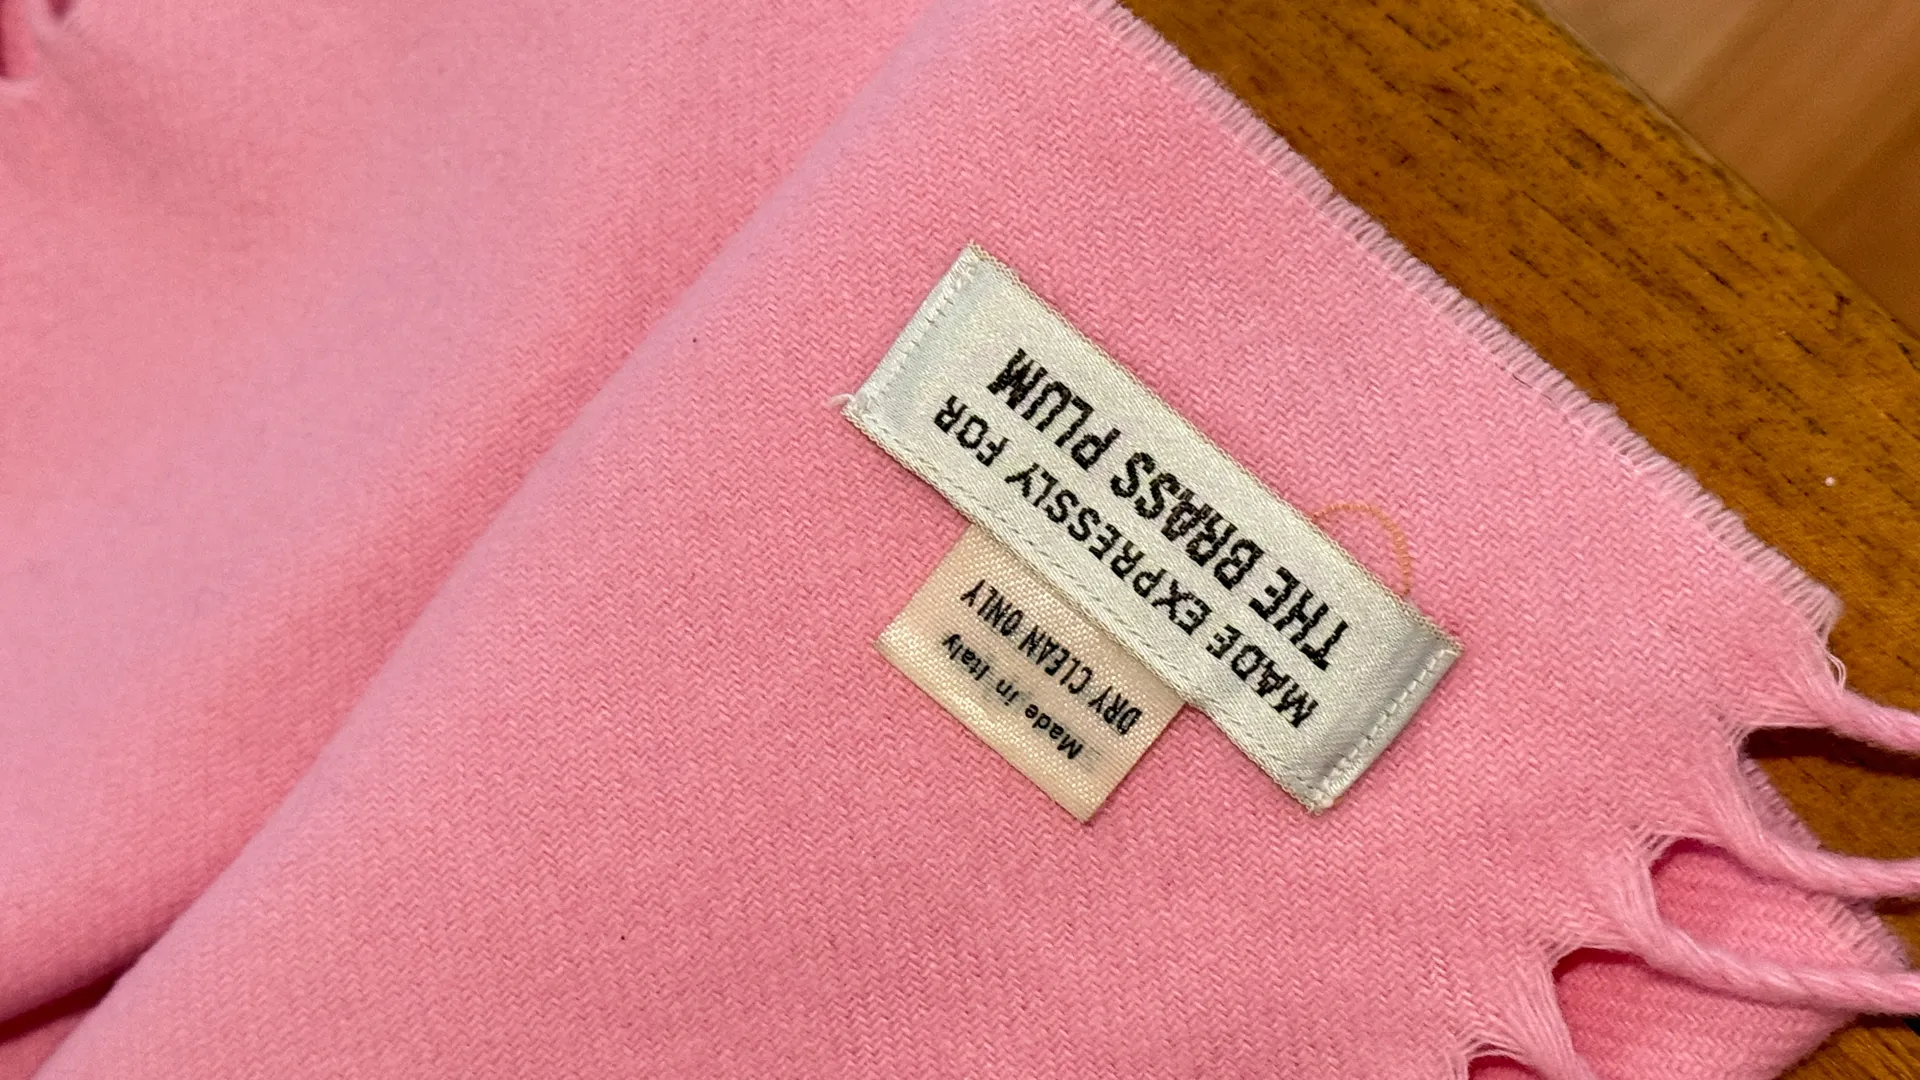 MADE EXPRESSLY FOR
THE BRASS PLUM
DRY CLEAN ONLY
Made in Italy